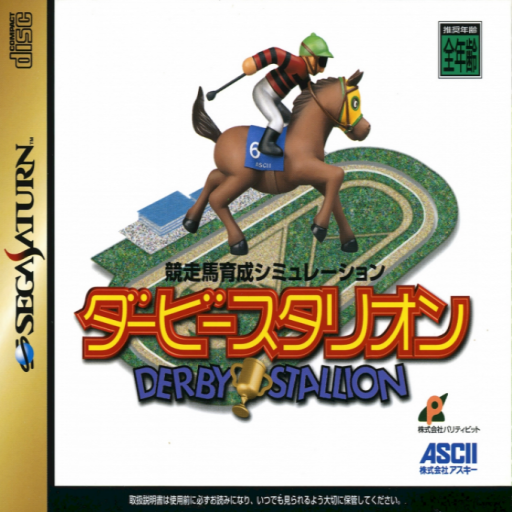 COMPACT
disc
推奨年齢
全年齢
SEGA SATURN™
6
ASCII
競走馬育成シミュレーション
ダービースタリオン
DERBY STALLION
株式会社パリティビット
ASCII
株式会社アスキー
取扱説明書は使用前に必ずお読みになり、いつでも見られるよう大切に保管してください。